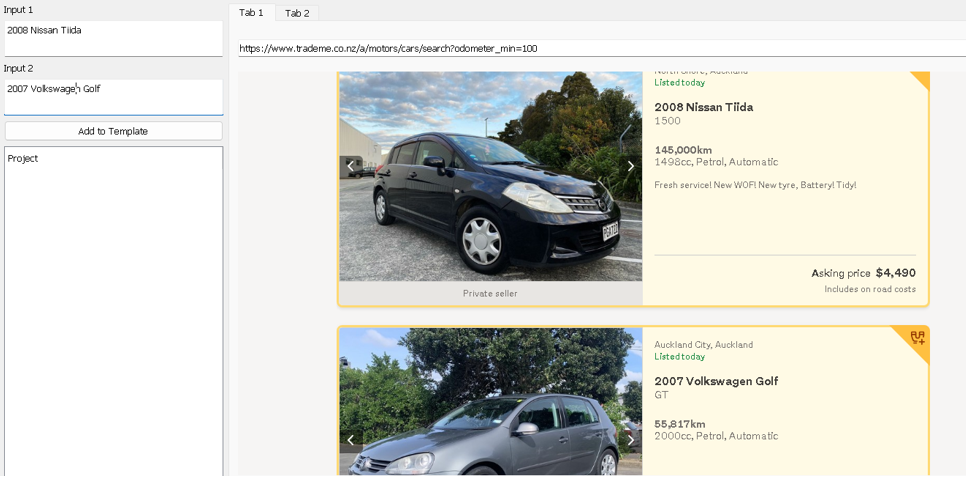 Input 1
2008 Nissan Tiida
Input 2
2007 Volkswagen Golf
Add to Template
Project
Tab 1
Tab 2
https://www.trademe.co.nz/a/motors/cars/search?odometer_min=100
North Shore, Auckland
Listed today
2008 Nissan Tiida
1500
145,000km
1498cc, Petrol, Automatic
Fresh service! New WOF! New tyre, Battery! Tidy!
Asking price $4,490
Includes on road costs
Private seller
Auckland City, Auckland
Listed today
2007 Volkswagen Golf
GT
55,817km
2000cc, Petrol, Automatic